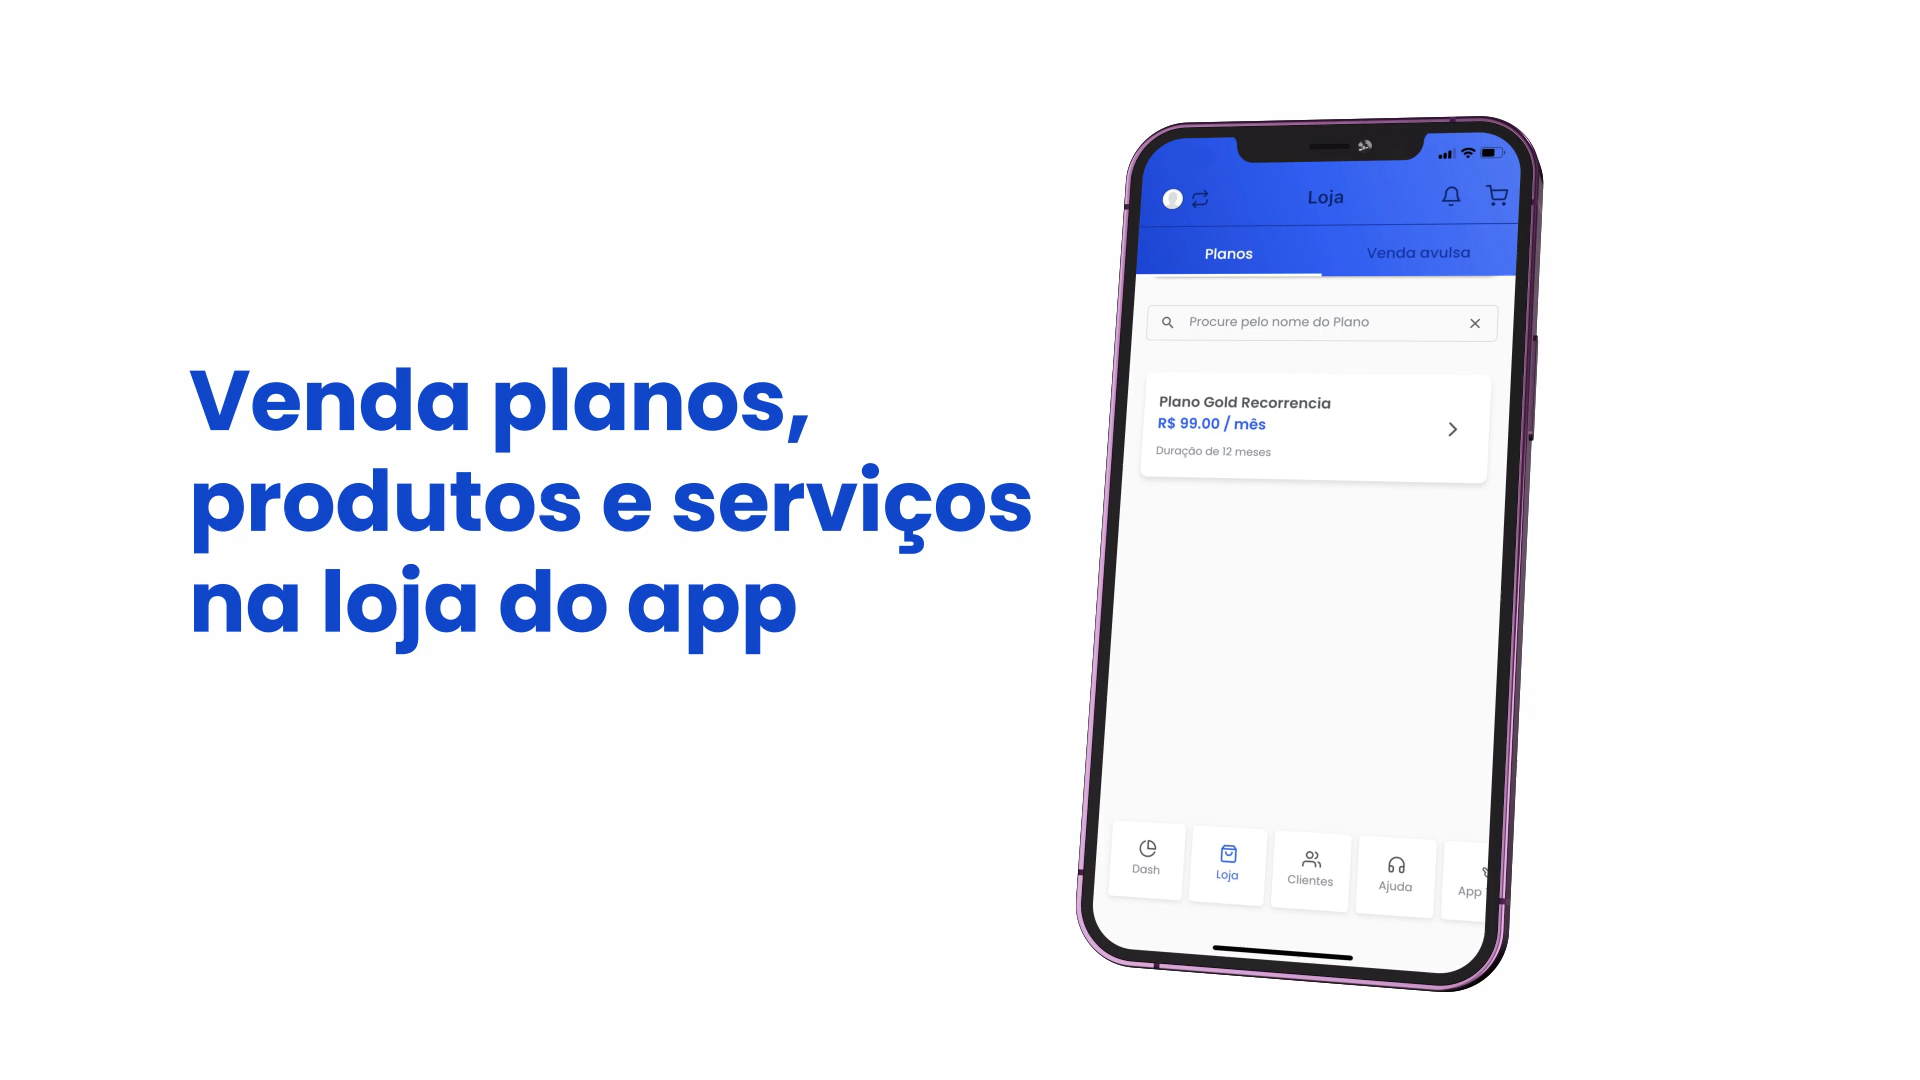 Venda planos,
produtos e serviços
na loja do app
Loja
Planos
Venda avulsa
Procure pelo nome do Plano
Plano Gold Recorrencia
R$ 99.00 / mês
Duração de 12 meses
Dash
Loja
Clientes
Ajuda
App